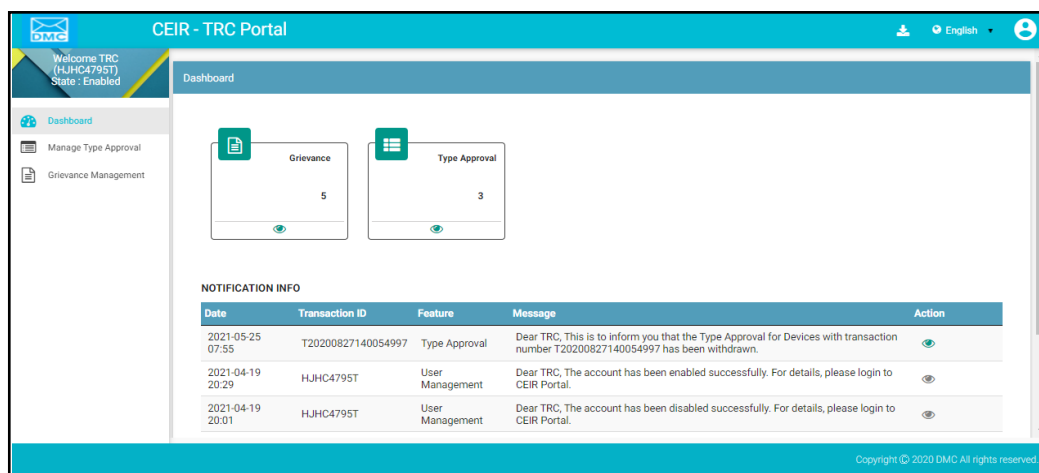 DMC
CEIR - TRC Portal
English
Welcome TRC
(HJHC4795T)
State : Enabled
Dashboard
Dashboard
Manage Type Approval
Grievance Management
Grievance
5
Type Approval
3
NOTIFICATION INFO
Date Transaction ID Feature Message Action
2021-05-25
07:55
T20200827140054997
Type Approval
Dear TRC, This is to inform you that the Type Approval for Devices with transaction
number T20200827140054997 has been withdrawn.
2021-04-19
20:29
HJHC4795T
User
Management
Dear TRC, The account has been enabled successfully. For details, please login to
CEIR Portal.
2021-04-19
20:01
HJHC4795T
User
Management
Dear TRC, The account has been disabled successfully. For details, please login to
CEIR Portal.
Copyright © 2020 DMC All rights reserved.